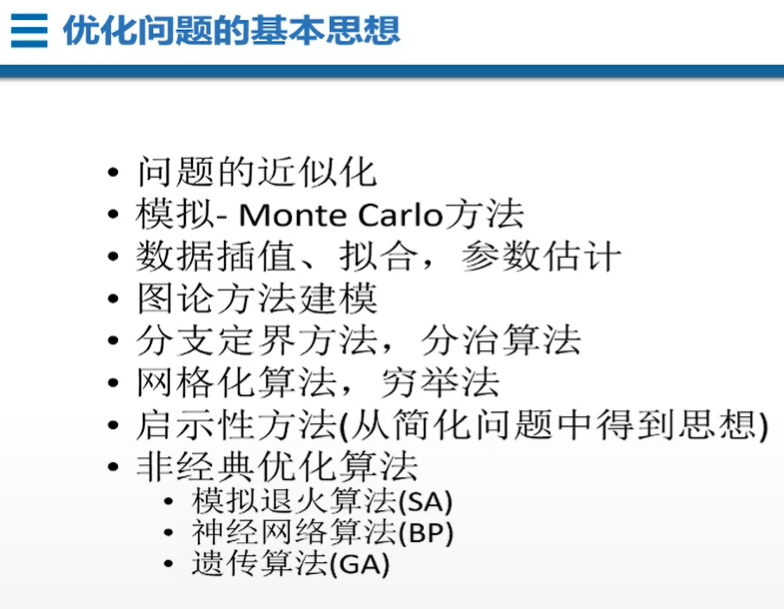 优化问题的基本思想
• 问题的近似化
• 模拟- Monte Carlo方法
• 数据插值、拟合，参数估计
• 图论方法建模
• 分支定界方法，分治算法
• 网格化算法，穷举法
• 启示性方法(从简化问题中得到思想)
• 非经典优化算法
• 模拟退火算法(SA)
• 神经网络算法(BP)
• 遗传算法(GA)